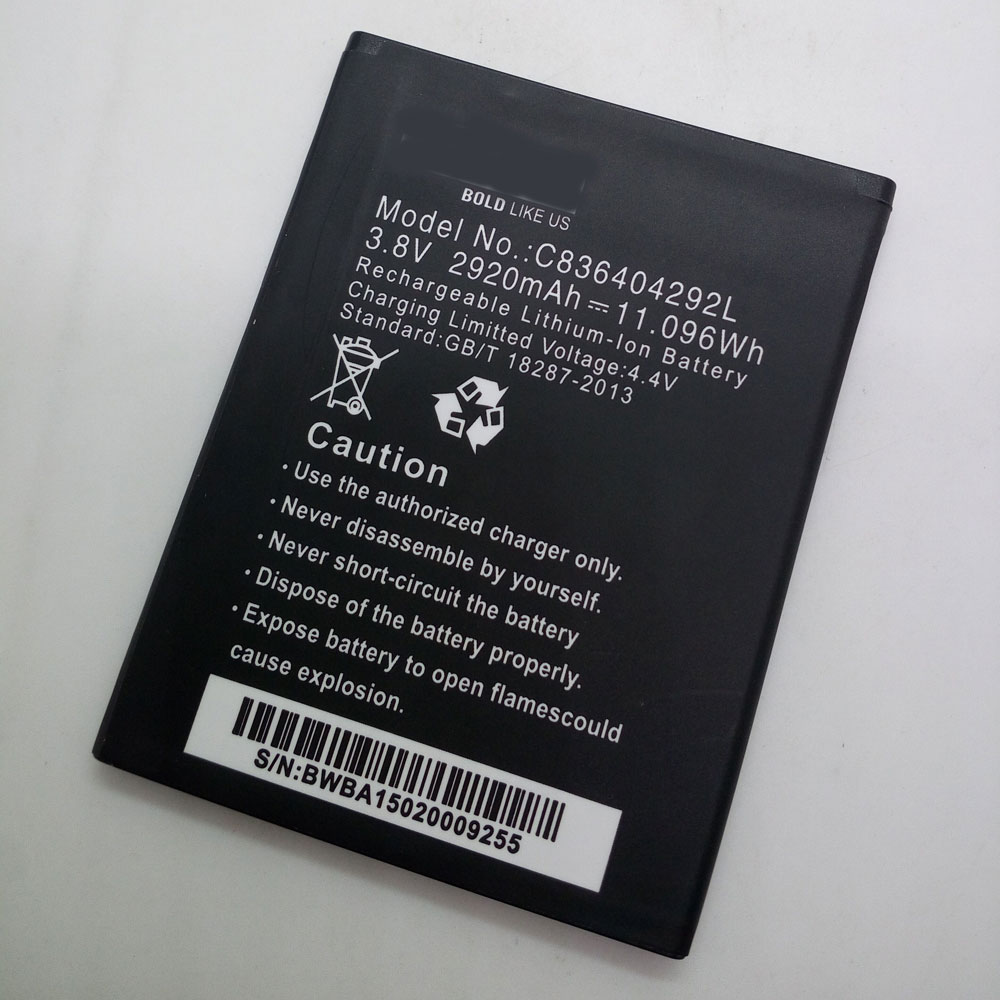 BOLD LIKE US
Model No.:C836404292L
3.8V 2920mAh⎓11.096Wh
Rechargeable Lithium-Ion Battery
Charging Limitted Voltage:4.4V
Standard:GB/T 18287-2013
Caution
· Use the authorized charger only.
· Never disassemble by yourself.
· Never short-circuit the battery
· Dispose of the battery properly.
· Expose battery to open flamescould
cause explosion.
S/N:BWBA15020009255